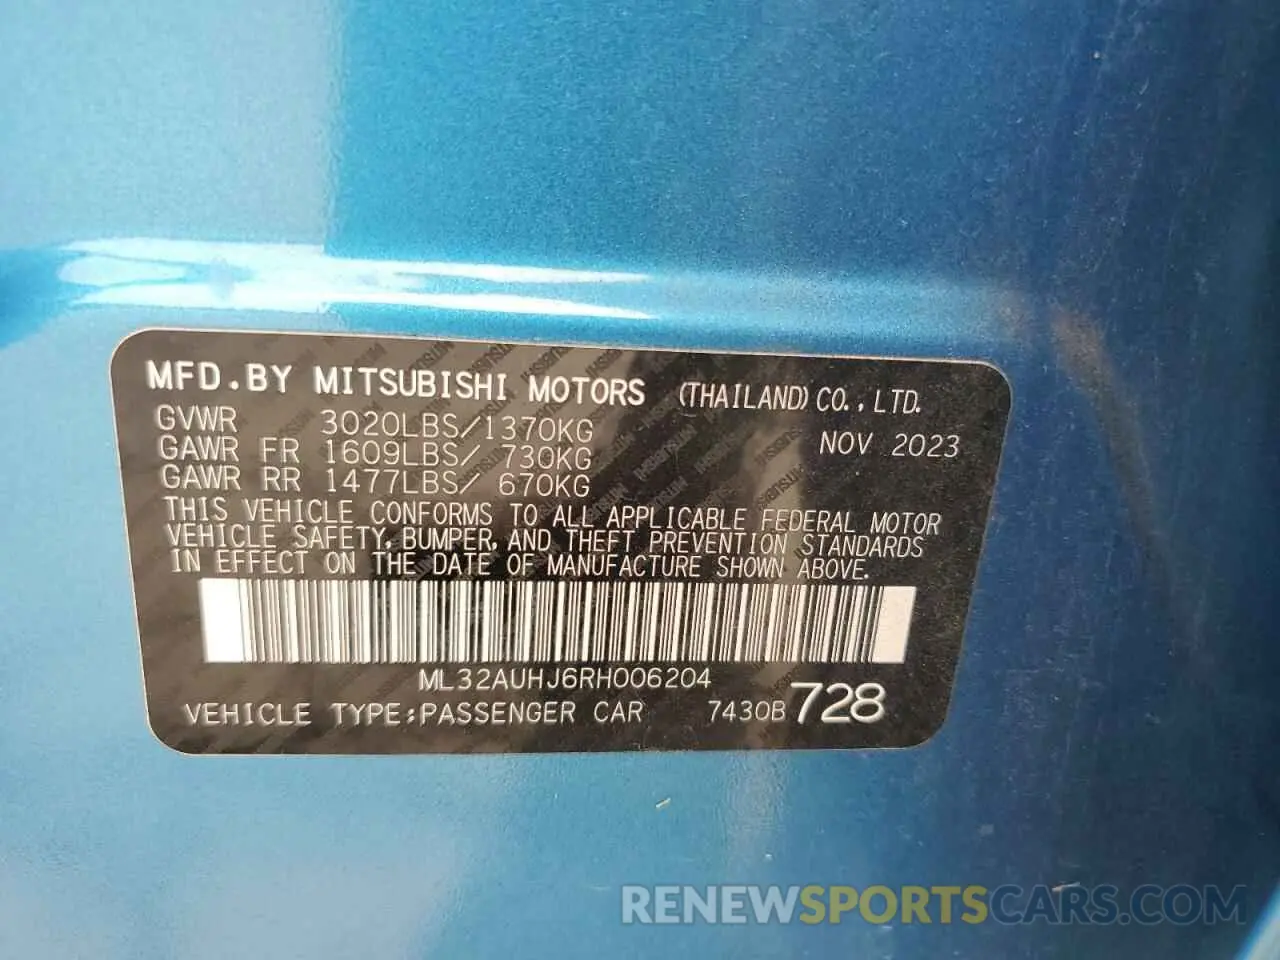 MFD.BY MITSUBISHI MOTORS (THAILAND) CO., LTD.
GVWR 3020LBS/1370KG NOV 2023
GAWR FR 1609LBS/ 730KG
GAWR RR 1477LBS/ 670KG
THIS VEHICLE CONFORMS TO ALL APPLICABLE FEDERAL MOTOR
VEHICLE SAFETY, BUMPER, AND THEFT PREVENTION STANDARDS
IN EFFECT ON THE DATE OF MANUFACTURE SHOWN ABOVE.
ML32AUHJ6RH006204
VEHICLE TYPE:PASSENGER CAR 7430B 728
RENEWSPORTSCARS.COM